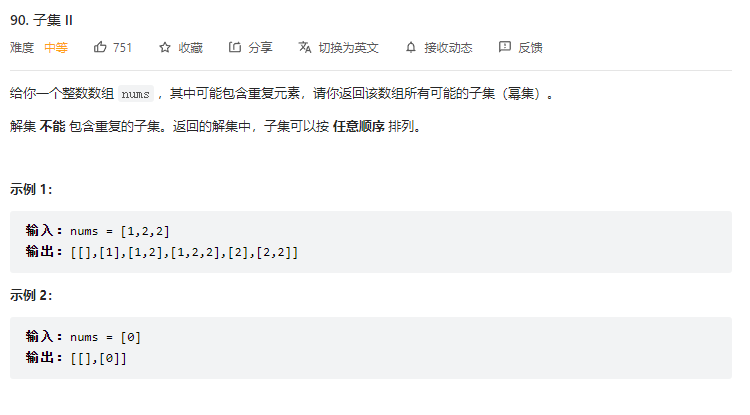 90. 子集 II
难度 中等 751 收藏 分享 切换为英文 接收动态 反馈
给你一个整数数组 nums ，其中可能包含重复元素，请你返回该数组所有可能的子集（幂集）。
解集 不能 包含重复的子集。返回的解集中，子集可以按 任意顺序 排列。
示例 1：
输入：nums = [1,2,2]
输出：[[],[1],[1,2],[1,2,2],[2],[2,2]]
示例 2：
输入：nums = [0]
输出：[[],[0]]